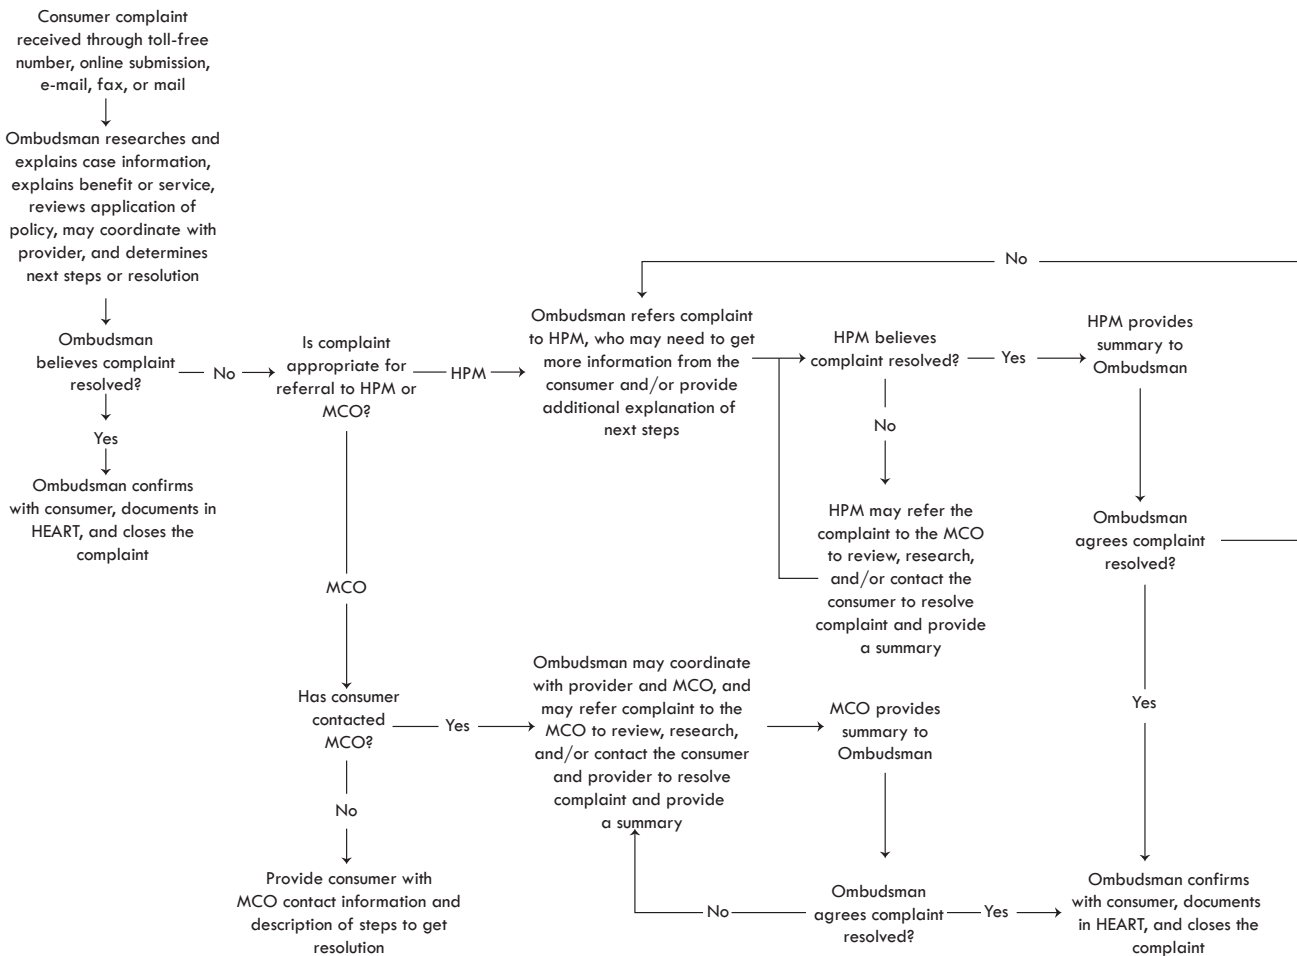 Consumer complaint
received through toll-free
number, online submission,
e-mail, fax, or mail
Ombudsman researches and
explains case information,
explains benefit or service,
reviews application of
policy, may coordinate with
provider, and determines
next steps or resolution
Ombudsman
believes complaint
resolved?
No
Yes
Ombudsman confirms
with consumer, documents in
HEART, and closes the
complaint
Is complaint
appropriate for
referral to HPM or
MCO?
HPM
MCO
Ombudsman refers complaint
to HPM, who may need to get
more information from the
consumer and/or provide
additional explanation of
next steps
HPM believes
complaint resolved?
Yes
No
HPM may refer the
complaint to the MCO
to review, research,
and/or contact the
consumer to resolve
complaint and provide
a summary
HPM provides
summary to
Ombudsman
Ombudsman
agrees complaint
resolved?
No
Yes
Has consumer
contacted
MCO?
Yes
No
Provide consumer with
MCO contact information and
description of steps to get
resolution
Ombudsman may coordinate
with provider and MCO, and
may refer complaint to the
MCO to review, research,
and/or contact the consumer
and provider to resolve
complaint and provide
a summary
MCO provides
summary to
Ombudsman
Ombudsman
agrees complaint
resolved?
No
Yes
Ombudsman confirms
with consumer, documents
in HEART, and closes the
complaint